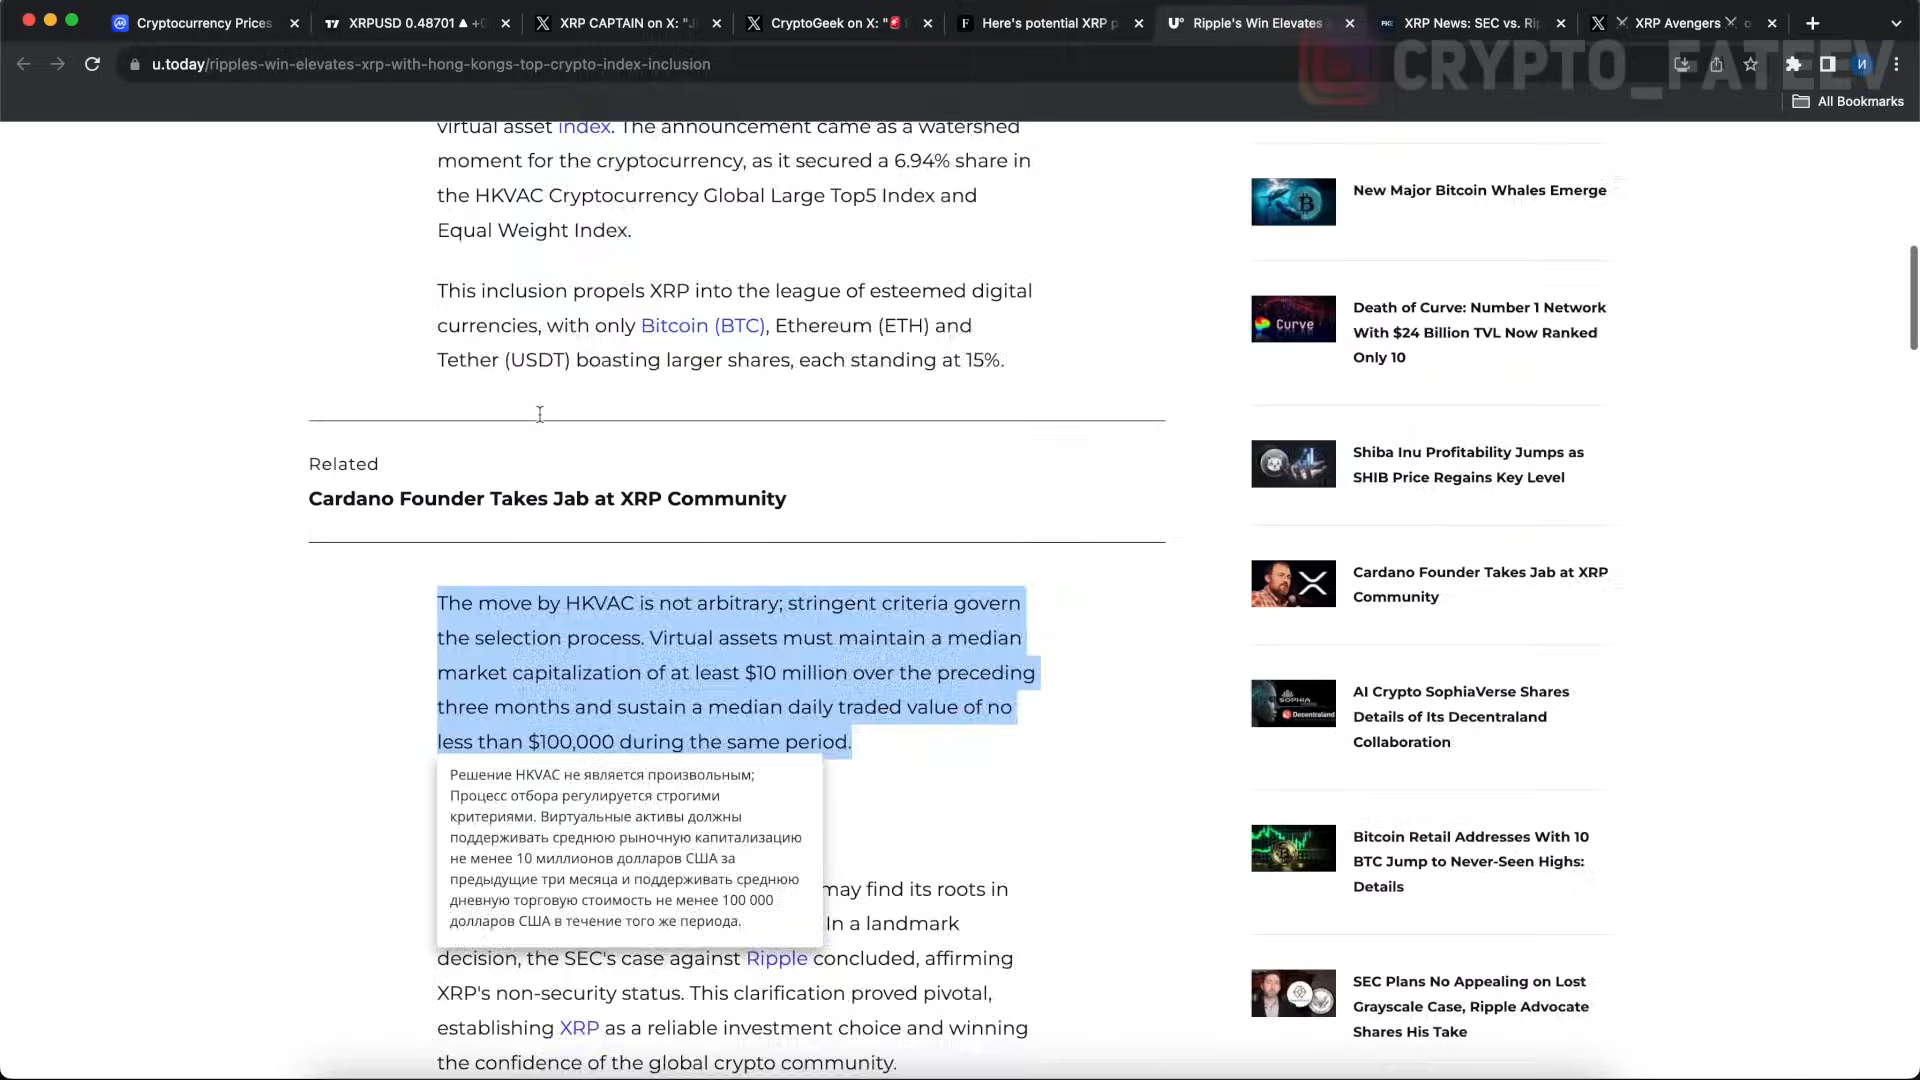 Cryptocurrency Prices
XRPUSD 0.48701 ▲ +0
XRP CAPTAIN on X: "J
CryptoGeek on X: "🚨
Here's potential XRP p
Ripple's Win Elevates
XRP News: SEC vs. Ri
XRP Avengers ⚔ o
u.today/ripples-win-elevates-xrp-with-hong-kongs-top-crypto-index-inclusion
CRYPTO_FATEEV
All Bookmarks
virtual asset index. The announcement came as a watershed
moment for the cryptocurrency, as it secured a 6.94% share in
the HKVAC Cryptocurrency Global Large Top5 Index and
Equal Weight Index.
This inclusion propels XRP into the league of esteemed digital
currencies, with only Bitcoin (BTC), Ethereum (ETH) and
Tether (USDT) boasting larger shares, each standing at 15%.
Related
Cardano Founder Takes Jab at XRP Community
The move by HKVAC is not arbitrary; stringent criteria govern
the selection process. Virtual assets must maintain a median
market capitalization of at least $10 million over the preceding
three months and sustain a median daily traded value of no
less than $100,000 during the same period.
Решение HKVAC не является произвольным;
Процесс отбора регулируется строгими
критериями. Виртуальные активы должны
поддерживать среднюю рыночную капитализацию
не менее 10 миллионов долларов США за
предыдущие три месяца и поддерживать среднюю
дневную торговую стоимость не менее 100 000
долларов США в течение того же периода.
may find its roots in
In a landmark
decision, the SEC's case against Ripple concluded, affirming
XRP's non-security status. This clarification proved pivotal,
establishing XRP as a reliable investment choice and winning
the confidence of the global crypto community.
New Major Bitcoin Whales Emerge
Curve
Death of Curve: Number 1 Network
With $24 Billion TVL Now Ranked
Only 10
Shiba Inu Profitability Jumps as
SHIB Price Regains Key Level
Cardano Founder Takes Jab at XRP
Community
SOPHIA
Decentraland
AI Crypto SophiaVerse Shares
Details of Its Decentraland
Collaboration
Bitcoin Retail Addresses With 10
BTC Jump to Never-Seen Highs:
Details
SEC Plans No Appealing on Lost
Grayscale Case, Ripple Advocate
Shares His Take